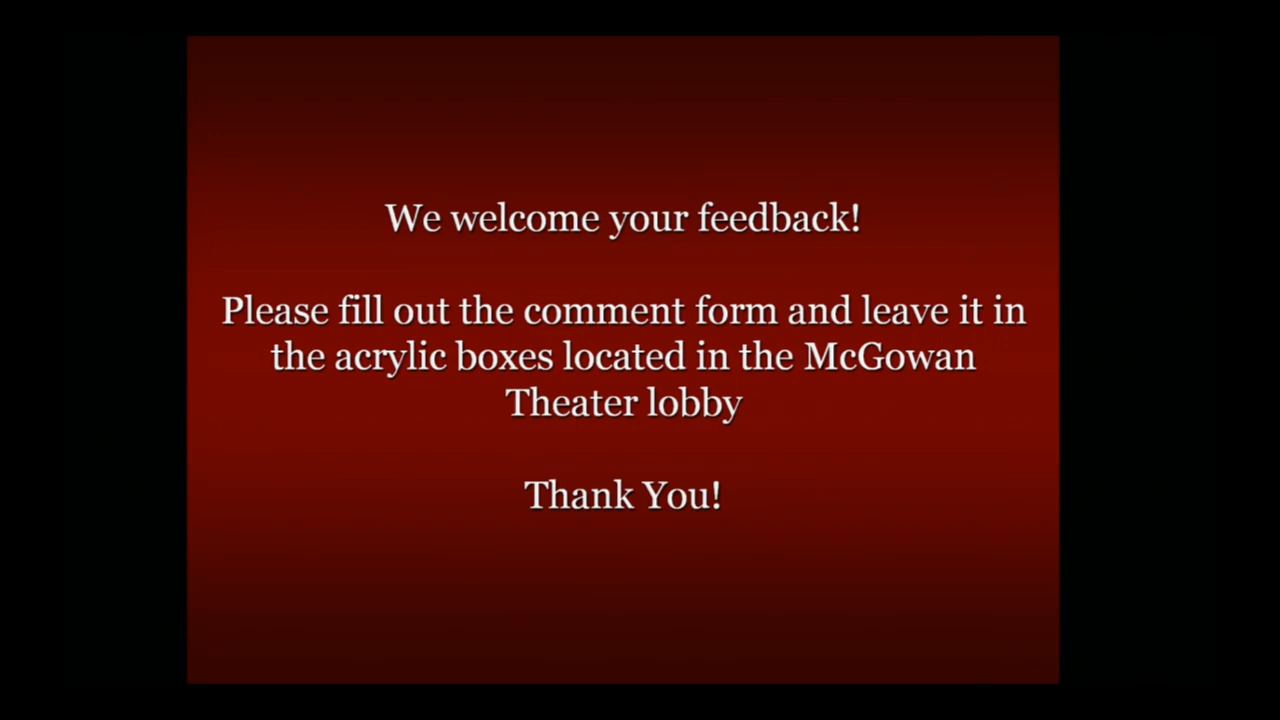 We welcome your feedback!
Please fill out the comment form and leave it in
the acrylic boxes located in the McGowan
Theater lobby
Thank You!